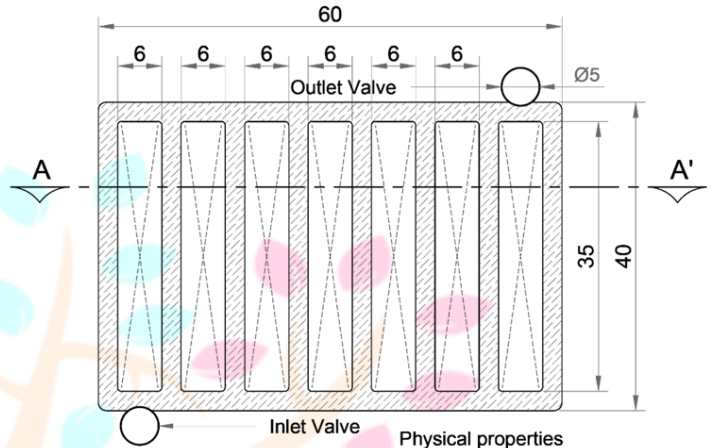 60
6 6 6 6 6 6
Outlet Valve Ø5
A A'
35 40
Inlet Valve
Physical properties